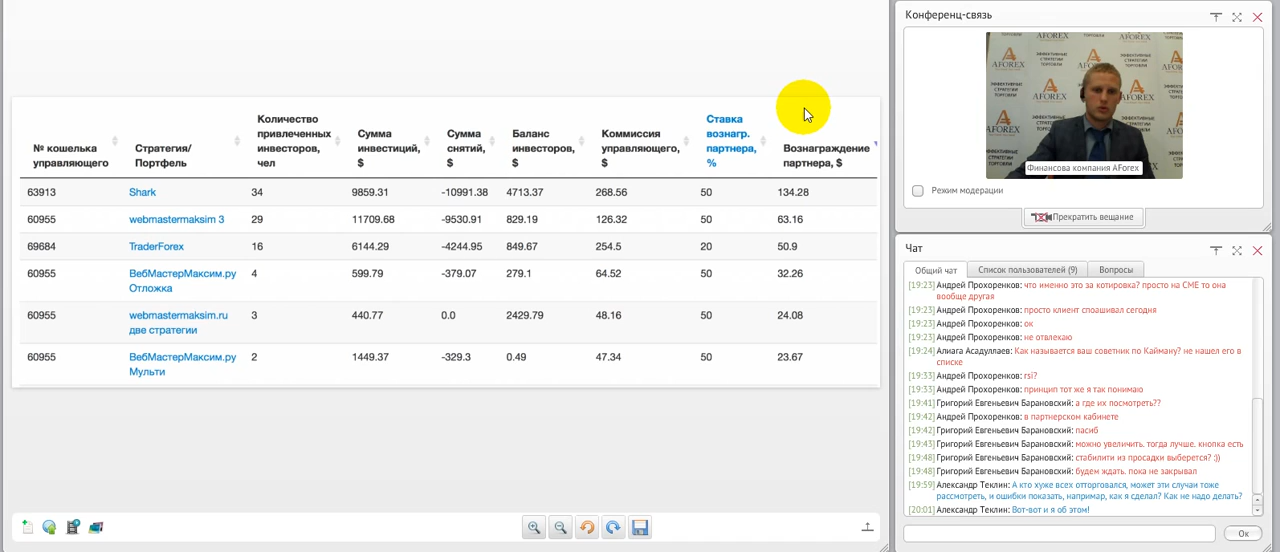 № кошелька управляющего
Стратегия/ Портфель
Количество привлеченных инвесторов, чел
Сумма инвестиций, $
Сумма снятий, $
Баланс инвесторов, $
Коммиссия управляющего, $
Ставка вознагр. партнера, %
Вознаграждение партнера, $
63913 Shark 34 9859.31 -10991.38 4713.37 268.56 50 134.28
60955 webmastermaksim 3 29 11709.68 -9530.91 829.19 126.32 50 63.16
69684 TraderForex 16 6144.29 -4244.95 849.67 254.5 20 50.9
60955 ВебМастерМаксим.ру Отложка 4 599.79 -379.07 279.1 64.52 50 32.26
60955 webmastermaksim.ru две стратегии 3 440.77 0.0 2429.79 48.16 50 24.08
60955 ВебМастерМаксим.ру Мульти 2 1449.37 -329.3 0.49 47.34 50 23.67
Конференц-связь
AFOREX
ЭФФЕКТИВНЫЕ СТРАТЕГИИ ТОРГОВЛИ
Финансова компания AForex
Режим модерации
Прекратить вещание
Чат
Общий чат
Список пользователей (9)
Вопросы
[19:23] Андрей Прохоренков: что именно это за котировка? просто на СМЕ то она
вообще другая
[19:23] Андрей Прохоренков: просто клиент спошивал сегодня
[19:23] Андрей Прохоренков: ок
[19:23] Андрей Прохоренков: не отвлекаю
[19:24] Алиага Асадуллаев: Как называется ваш советник по Кайману? не нашел его в
списке
[19:33] Андрей Прохоренков: rsi?
[19:33] Андрей Прохоренков: принцип тот же я так понимаю
[19:41] Григорий Евгеньевич Барановский: а где их посмотреть??
[19:42] Андрей Прохоренков: в партнерском кабинете
[19:42] Григорий Евгеньевич Барановский: пасиб
[19:43] Григорий Евгеньевич Барановский: можно увеличить. тогда лучше. кнопка есть
[19:48] Григорий Евгеньевич Барановский: стабилити из просадки выберется? :))
[19:48] Григорий Евгеньевич Барановский: будем ждать. пока не закрывал
[19:59] Александр Теклин: А кто хуже всех отторговался, может эти случаи тоже
рассмотреть, и ошибки показать, напримар, как я сделал? Как не надо делать?
[20:01] Александр Теклин: Вот-вот и я об этом!
Ок